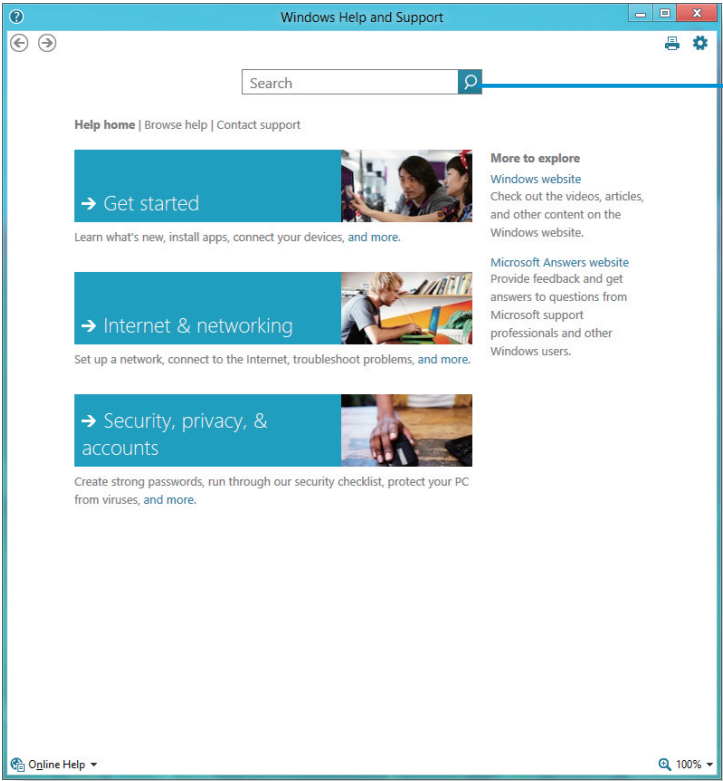 Windows Help and Support
Search
Help home | Browse help | Contact support
→ Get started
Learn what's new, install apps, connect your devices, and more.
→ Internet & networking
Set up a network, connect to the Internet, troubleshoot problems, and more.
→ Security, privacy, &
accounts
Create strong passwords, run through our security checklist, protect your PC
from viruses, and more.
More to explore
Windows website
Check out the videos, articles,
and other content on the
Windows website.
Microsoft Answers website
Provide feedback and get
answers to questions from
Microsoft support
professionals and other
Windows users.
Online Help
100%